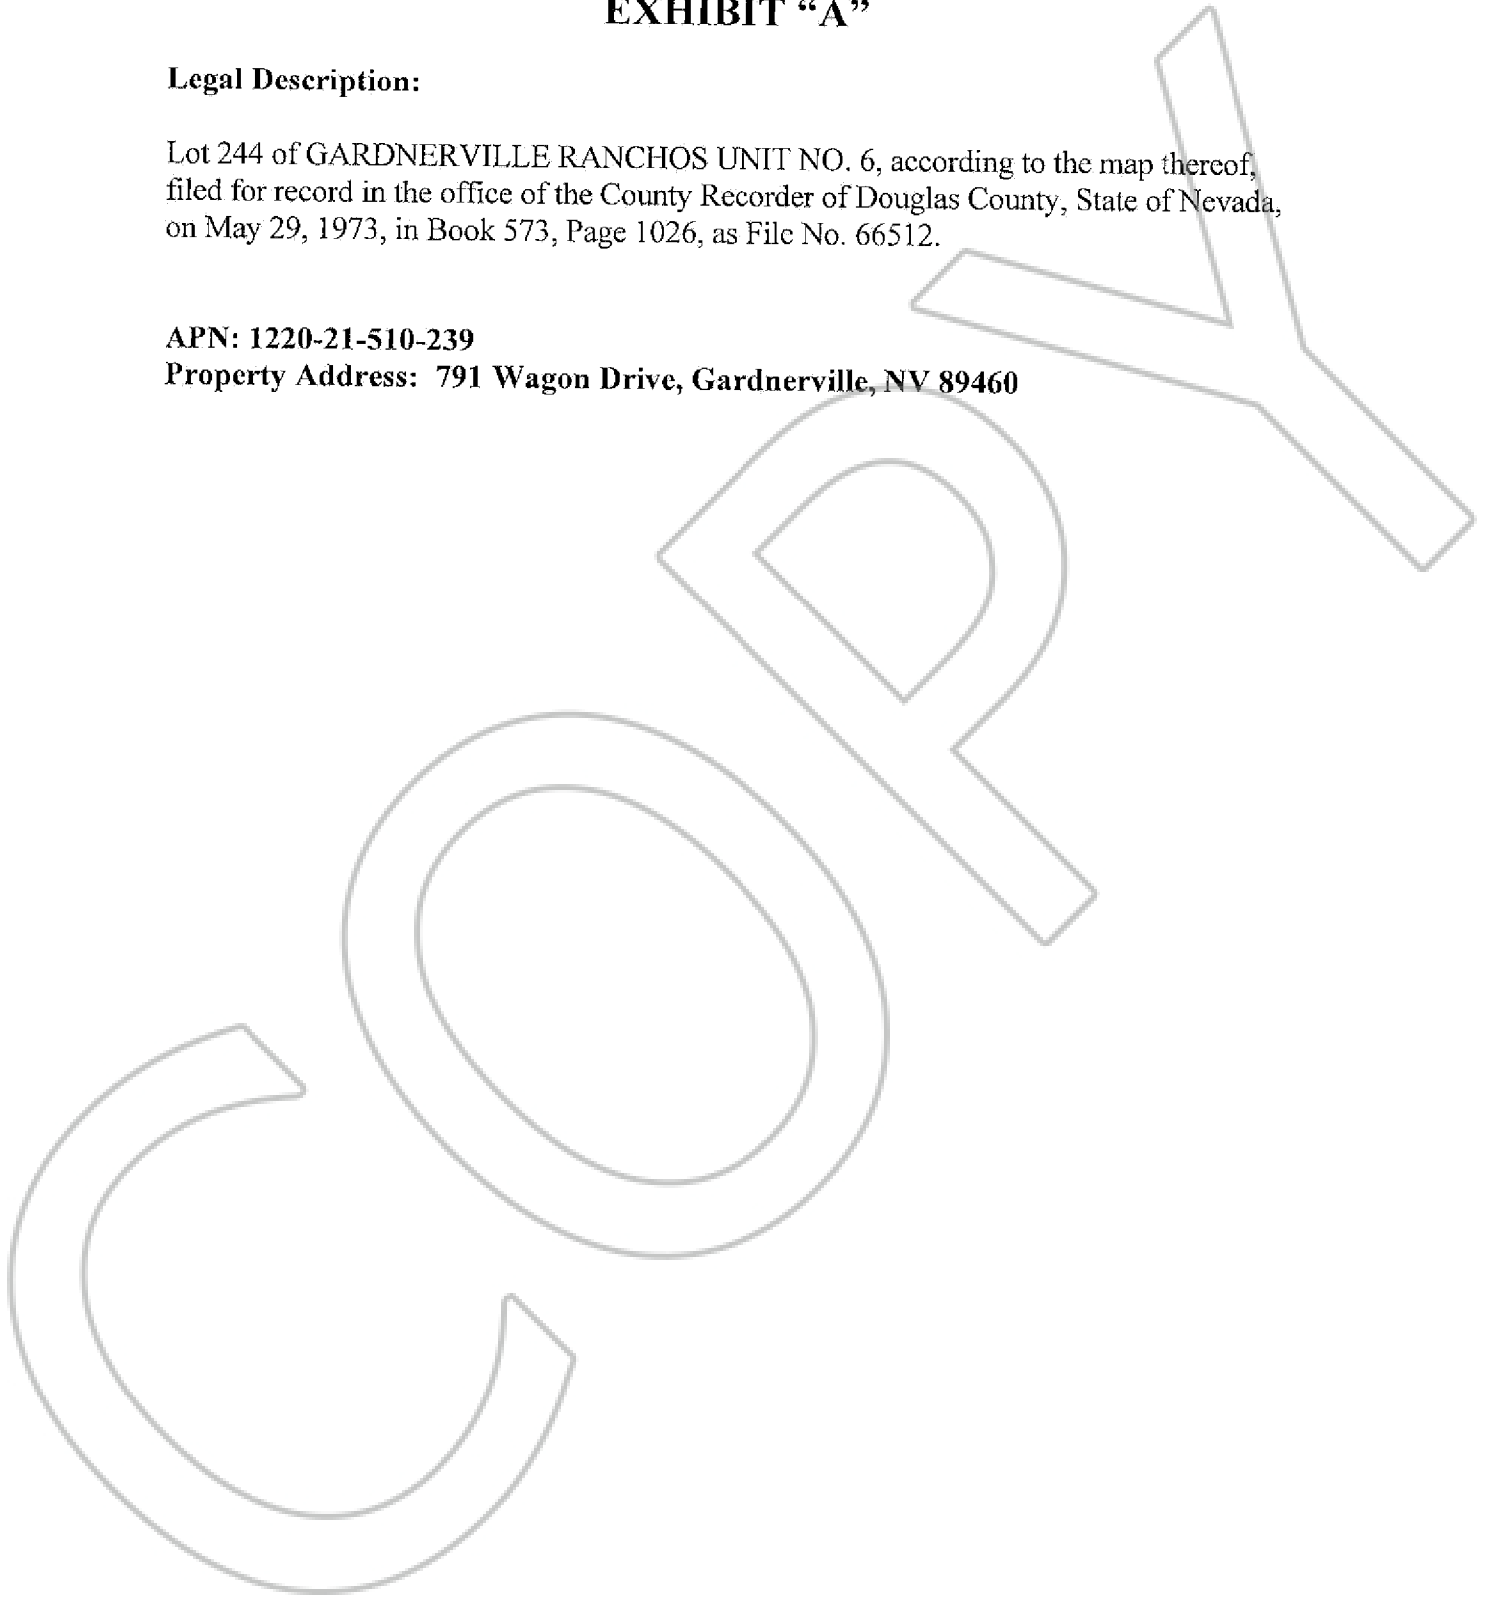 EXHIBIT “A”
Legal Description:
Lot 244 of GARDNERVILLE RANCHOS UNIT NO. 6, according to the map thereof,
filed for record in the office of the County Recorder of Douglas County, State of Nevada,
on May 29, 1973, in Book 573, Page 1026, as File No. 66512.
APN: 1220-21-510-239
Property Address: 791 Wagon Drive, Gardnerville, NV 89460
COPY